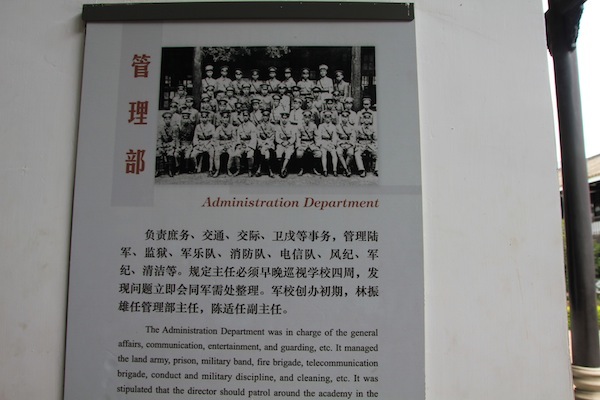 管理部
Administration Department
负责庶务、交通、交际、卫戍等事务，管理陆
军、监狱、军乐队、消防队、电信队、风纪、军
纪、清洁等。规定主任必须早晚巡视学校四周，发
现问题立即会同军需处整理。军校创办初期，林振
雄任管理部主任，陈适任副主任。
The Administration Department was in charge of the general
affairs, communication, entertainment, and guarding, etc. It managed
the land army, prison, military band, fire brigade, telecommunication
brigade, conduct and military discipline, and cleaning, etc. It was
stipulated that the director should patrol around the academy in the